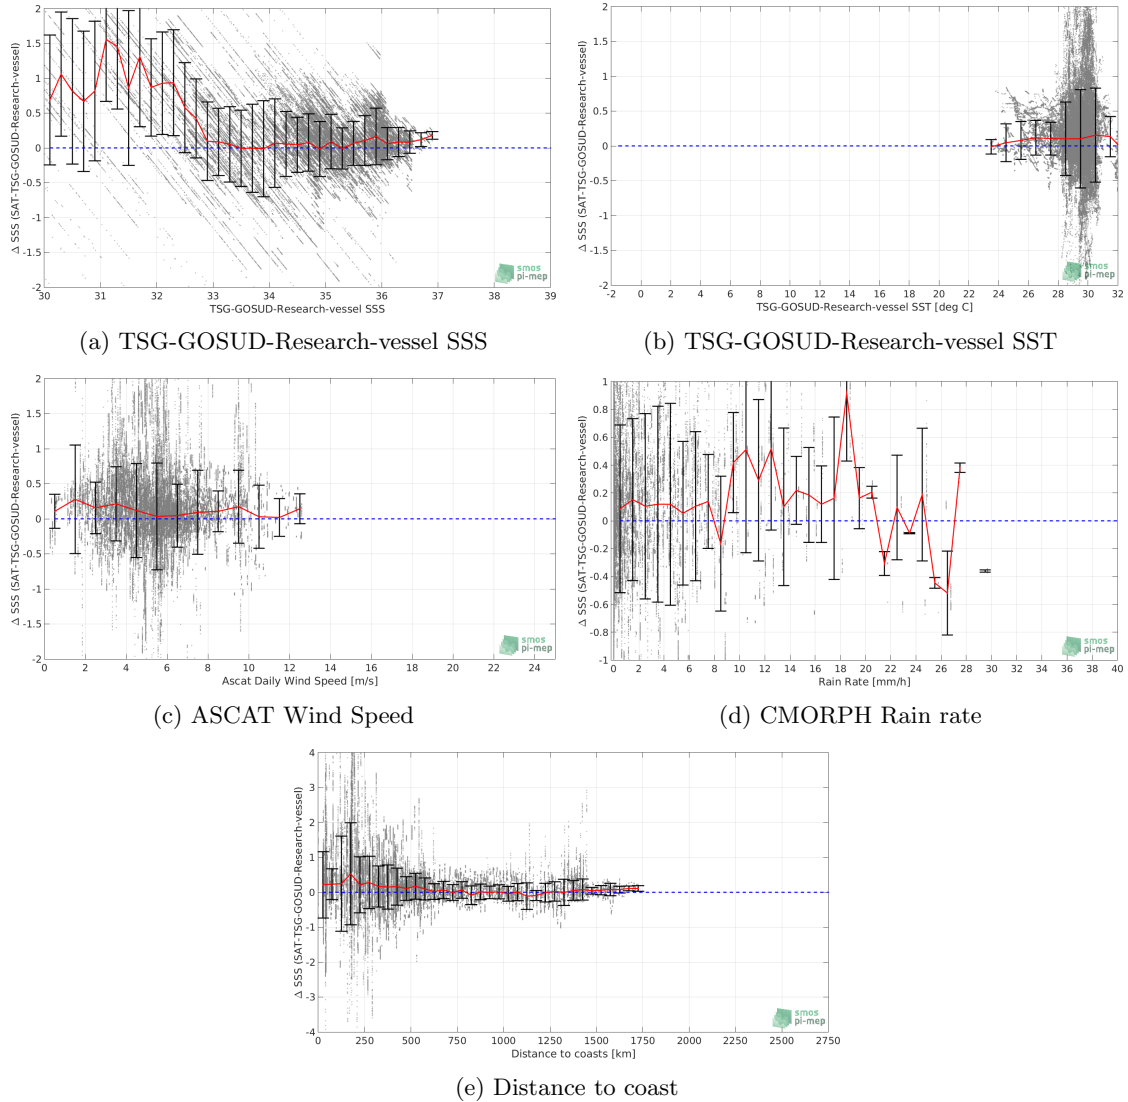 Δ SSS (SAT-TSG-GOSUD-Research-vessel)
2
1.5
1
0.5
0
-0.5
-1
-1.5
2
smos
pi-mep
30 31 32 33 34 35 36 37 38 39
TSG-GOSUD-Research-vessel SSS
(a) TSG-GOSUD-Research-vessel SSS
Δ SSS (SAT-TSG-GOSUD-Research-vessel)
2
1.5
1
0.5
0
-0.5
-1
-1.5
-2
smos
pi-mep
-2 0 2 4 6 8 10 12 14 16 18 20 22 24 26 28 30 32
TSG-GOSUD-Research-vessel SST [deg C]
(b) TSG-GOSUD-Research-vessel SST
Δ SSS (SAT-TSG-GOSUD-Research-vessel)
2
1.5
1
0.5
0
-0.5
-1
-1.5
-2
smos
pi-mep
0 2 4 6 8 10 12 14 16 18 20 22 24
Ascat Daily Wind Speed [m/s]
(c) ASCAT Wind Speed
Δ SSS (SAT-TSG-GOSUD-Research-vessel)
1
0.8
0.6
0.4
0.2
0
-0.2
-0.4
-0.6
-0.8
-1
smos
pi-mep
0 2 4 6 8 10 12 14 16 18 20 22 24 26 28 30 32 34 36 38 40
Rain Rate [mm/h]
(d) CMORPH Rain rate
Δ SSS (SAT-TSG-GOSUD-Research-vessel)
4
3
2
1
0
-1
-2
-3
-4
smos
pi-mep
0 250 500 750 1000 1250 1500 1750 2000 2250 2500 2750
Distance to coasts [km]
(e) Distance to coast